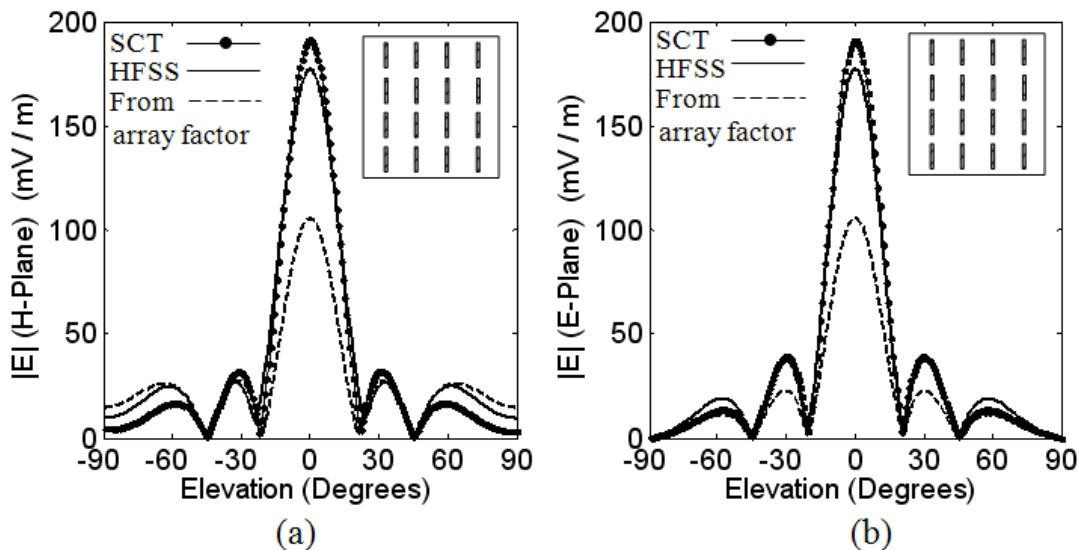 200
150
100
50
0
|E| (H-Plane) (mV / m)
SCT
HFSS
From
array factor
-90 -60 -30 0 30 60 90
Elevation (Degrees)
(a)
200
150
100
50
0
|E| (E-Plane) (mV / m)
SCT
HFSS
From
array factor
-90 -60 -30 0 30 60 90
Elevation (Degrees)
(b)